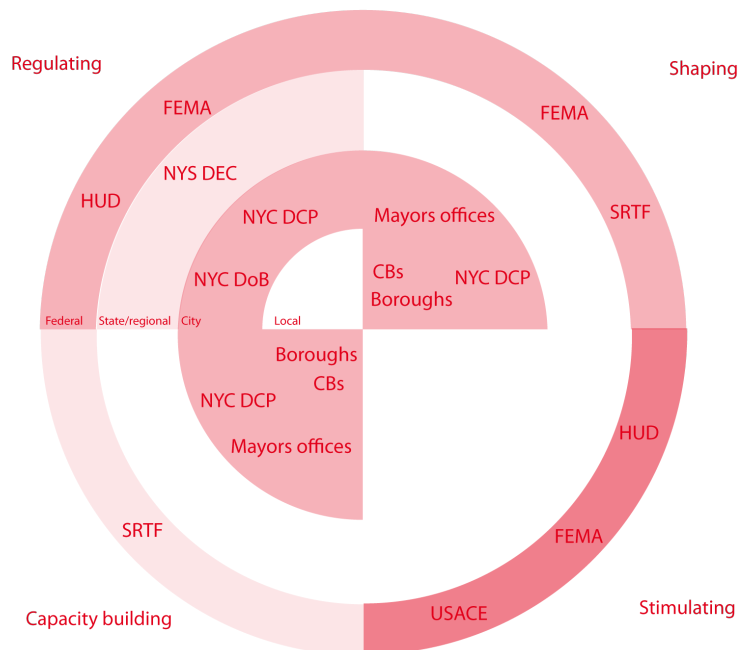 Regulating
Shaping
FEMA
FEMA
NYS DEC
HUD
SRTF
NYC DCP
Mayors offices
NYC DoB
CBs
NYC DCP
Boroughs
Federal
State/regional
City
Local
Boroughs
CBs
NYC DCP
Mayors offices
HUD
SRTF
FEMA
USACE
Capacity building
Stimulating